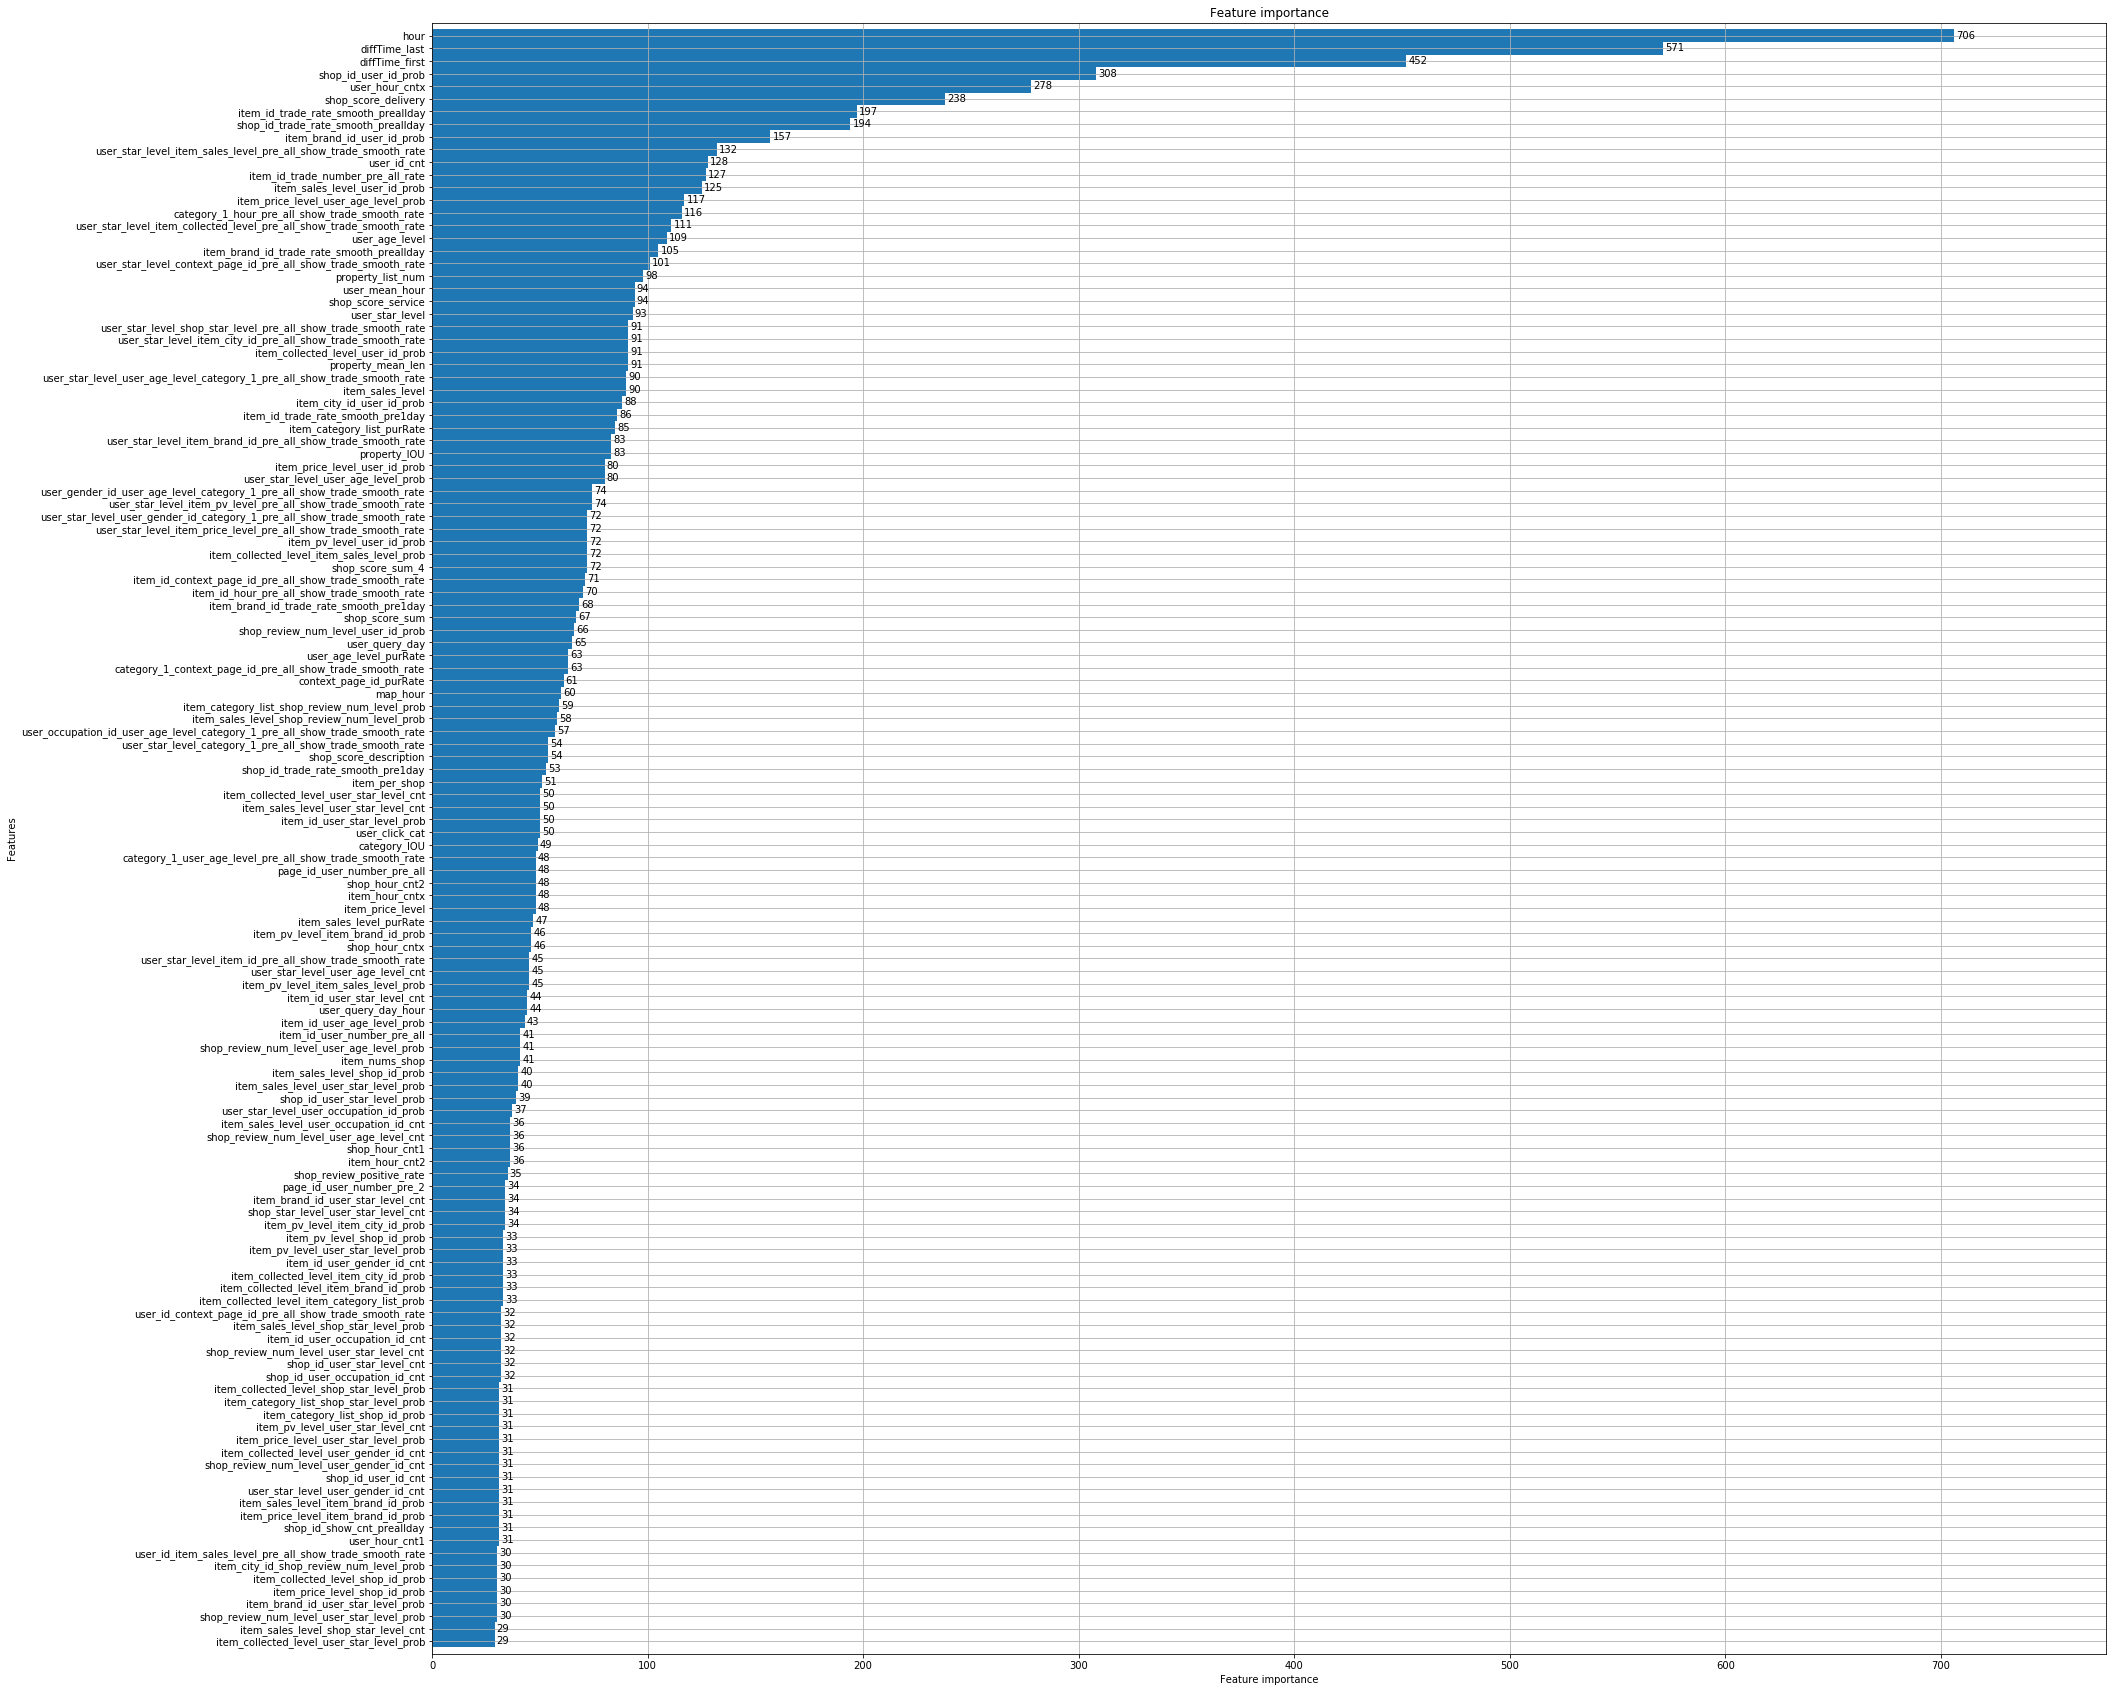 Feature importance
hour 706
diffTime_last 571
diffTime_first 452
shop_id_user_id_prob 308
user_hour_cntx 278
shop_score_delivery 238
item_id_trade_rate_smooth_preallday 197
shop_id_trade_rate_smooth_preallday 194
item_brand_id_user_id_prob 157
user_star_level_item_sales_level_pre_all_show_trade_smooth_rate 132
user_id_cnt 128
item_id_trade_number_pre_all_rate 127
item_sales_level_user_id_prob 125
item_price_level_user_age_level_prob 117
category_1_hour_pre_all_show_trade_smooth_rate 116
user_star_level_item_collected_level_pre_all_show_trade_smooth_rate 111
user_age_level 109
item_brand_id_trade_rate_smooth_preallday 105
user_star_level_context_page_id_pre_all_show_trade_smooth_rate 101
property_list_num 98
user_mean_hour 94
shop_score_service 94
user_star_level 93
user_star_level_shop_star_level_pre_all_show_trade_smooth_rate 91
user_star_level_item_city_id_pre_all_show_trade_smooth_rate 91
item_collected_level_user_id_prob 91
property_mean_len 91
user_star_level_user_age_level_category_1_pre_all_show_trade_smooth_rate 90
item_sales_level 90
item_city_id_user_id_prob 88
item_id_trade_rate_smooth_pre1day 86
item_category_list_purRate 85
user_star_level_item_brand_id_pre_all_show_trade_smooth_rate 83
property_IOU 83
item_price_level_user_id_prob 80
user_star_level_user_age_level_prob 80
user_gender_id_user_age_level_category_1_pre_all_show_trade_smooth_rate 74
user_star_level_item_pv_level_pre_all_show_trade_smooth_rate 74
user_star_level_user_gender_id_category_1_pre_all_show_trade_smooth_rate 72
user_star_level_item_price_level_pre_all_show_trade_smooth_rate 72
item_pv_level_user_id_prob 72
item_collected_level_item_sales_level_prob 72
shop_score_sum_4 72
item_id_context_page_id_pre_all_show_trade_smooth_rate 71
item_id_hour_pre_all_show_trade_smooth_rate 70
item_brand_id_trade_rate_smooth_pre1day 68
shop_score_sum 67
shop_review_num_level_user_id_prob 66
user_query_day 65
user_age_level_purRate 63
category_1_context_page_id_pre_all_show_trade_smooth_rate 63
context_page_id_purRate 61
map_hour 60
item_category_list_shop_review_num_level_prob 59
item_sales_level_shop_review_num_level_prob 58
user_occupation_id_user_age_level_category_1_pre_all_show_trade_smooth_rate 57
user_star_level_category_1_pre_all_show_trade_smooth_rate 54
shop_score_description 54
shop_id_trade_rate_smooth_pre1day 53
item_per_shop 51
item_collected_level_user_star_level_cnt 50
item_sales_level_user_star_level_cnt 50
item_id_user_star_level_prob 50
user_click_cat 50
category_IOU 49
category_1_user_age_level_pre_all_show_trade_smooth_rate 48
page_id_user_number_pre_all 48
shop_hour_cnt2 48
item_hour_cntx 48
item_price_level 48
item_sales_level_purRate 47
item_pv_level_item_brand_id_prob 46
shop_hour_cntx 46
user_star_level_item_id_pre_all_show_trade_smooth_rate 45
user_star_level_user_age_level_cnt 45
item_pv_level_item_sales_level_prob 45
item_id_user_star_level_cnt 44
user_query_day_hour 44
item_id_user_age_level_prob 43
item_id_user_number_pre_all 41
shop_review_num_level_user_age_level_prob 41
item_nums_shop 41
item_sales_level_shop_id_prob 40
item_sales_level_user_star_level_prob 40
shop_id_user_star_level_prob 39
user_star_level_user_occupation_id_prob 37
item_sales_level_user_occupation_id_cnt 36
shop_review_num_level_user_age_level_cnt 36
shop_hour_cnt1 36
item_hour_cnt2 36
shop_review_positive_rate 35
page_id_user_number_pre_2 34
item_brand_id_user_star_level_cnt 34
shop_star_level_user_star_level_cnt 34
item_pv_level_item_city_id_prob 34
item_pv_level_shop_id_prob 33
item_pv_level_user_star_level_prob 33
item_id_user_gender_id_cnt 33
item_collected_level_item_city_id_prob 33
item_collected_level_item_brand_id_prob 33
item_collected_level_item_category_list_prob 33
user_id_context_page_id_pre_all_show_trade_smooth_rate 32
item_sales_level_shop_star_level_prob 32
item_id_user_occupation_id_cnt 32
shop_review_num_level_user_star_level_cnt 32
shop_id_user_star_level_cnt 32
shop_id_user_occupation_id_cnt 32
item_collected_level_shop_star_level_prob 31
item_category_list_shop_star_level_prob 31
item_category_list_shop_id_prob 31
item_pv_level_user_star_level_cnt 31
item_price_level_user_star_level_prob 31
item_collected_level_user_gender_id_cnt 31
shop_review_num_level_user_gender_id_cnt 31
shop_id_user_id_cnt 31
user_star_level_user_gender_id_cnt 31
item_sales_level_item_brand_id_prob 31
item_price_level_item_brand_id_prob 31
shop_id_show_cnt_preallday 31
user_hour_cnt1 31
user_id_item_sales_level_pre_all_show_trade_smooth_rate 30
item_city_id_shop_review_num_level_prob 30
item_collected_level_shop_id_prob 30
item_price_level_shop_id_prob 30
item_brand_id_user_star_level_prob 30
shop_review_num_level_user_star_level_prob 30
item_sales_level_shop_star_level_cnt 29
item_collected_level_user_star_level_prob 29
Features
0 100 200 300 400 500 600 700
Feature importance